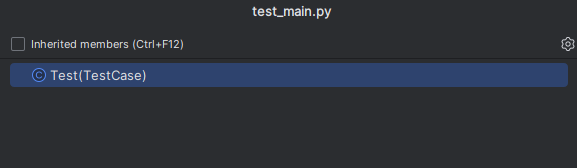 test_main.py
Inherited members (Ctrl+F12)
C Test(TestCase)